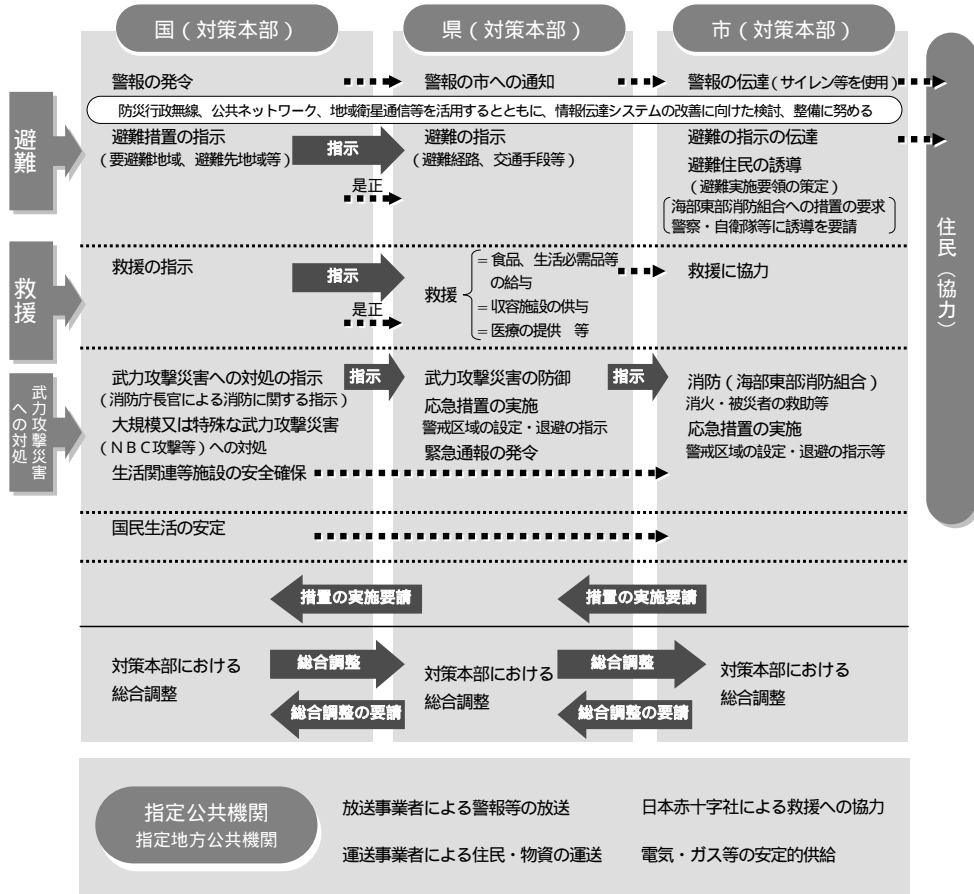 国（対策本部）
県（対策本部）
市（対策本部）
警報の発令
警報の市への通知
警報の伝達（サイレン等を使用）
防災行政無線、公共ネットワーク、地域衛星通信等を活用するとともに、情報伝達システムの改善に向けた検討、整備に努める
避難
避難措置の指示
（要避難地域、避難先地域等）
指示
是正
避難の指示
（避難経路、交通手段等）
避難の指示の伝達
避難住民の誘導
（避難実施要領の策定）
海部東部消防組合への措置の要求
警察・自衛隊等に誘導を要請
住民（協力）
救援
救援の指示
指示
是正
救援
＝食品、生活必需品等
の給与
＝収容施設の供与
＝医療の提供　等
救援に協力
武力攻撃災害
への対処
武力攻撃災害への対処の指示
（消防庁長官による消防に関する指示）
大規模又は特殊な武力攻撃災害
（ＮＢＣ攻撃等）への対処
生活関連等施設の安全確保
指示
武力攻撃災害の防御
応急措置の実施
警戒区域の設定・退避の指示
緊急通報の発令
指示
消防（海部東部消防組合）
消火・被災者の救助等
応急措置の実施
警戒区域の設定・退避の指示等
国民生活の安定
措置の実施要請
措置の実施要請
対策本部における
総合調整
総合調整
総合調整の要請
対策本部における
総合調整
総合調整
総合調整の要請
対策本部における
総合調整
指定公共機関
指定地方公共機関
放送事業者による警報等の放送
日本赤十字社による救援への協力
運送事業者による住民・物資の運送
電気・ガス等の安定的供給